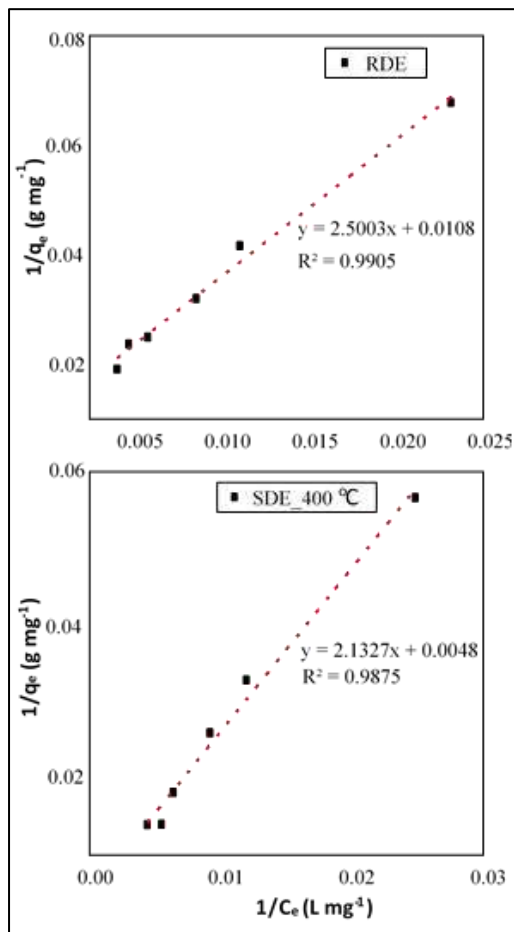 0.08
RDE
0.06
1/qₑ (g mg⁻¹)
y = 2.5003x + 0.0108
0.04
R² = 0.9905
0.02
0.005 0.010 0.015 0.020 0.025
0.06
SDE_400 ℃
0.04
1/qe (g mg⁻¹)
y = 2.1327x + 0.0048
R² = 0.9875
0.02
0.00 0.01 0.02 0.03
1/Cₑ (L mg⁻¹)